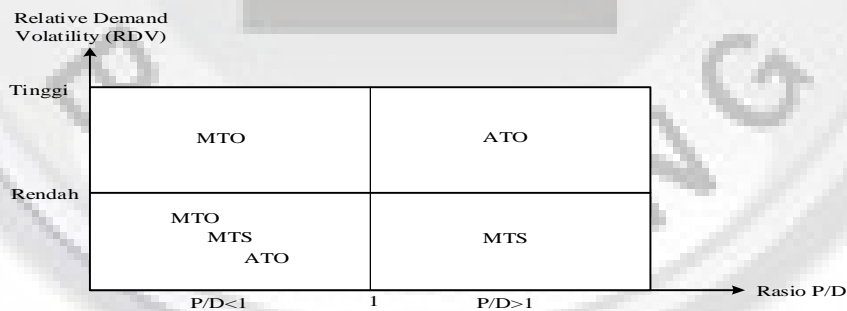 Relative Demand
Volatility (RDV)
Tinggi
MTO
ATO
Rendah
MTO
MTS
ATO
MTS
P/D<1
1
P/D>1
Rasio P/D